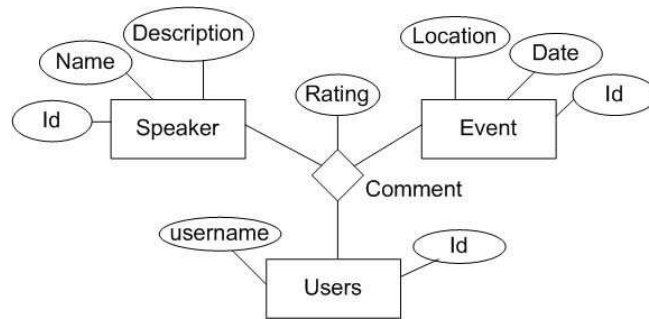 Description
Location
Name
Date
Rating
Id
Id
Speaker
Event
Comment
username
Id
Users